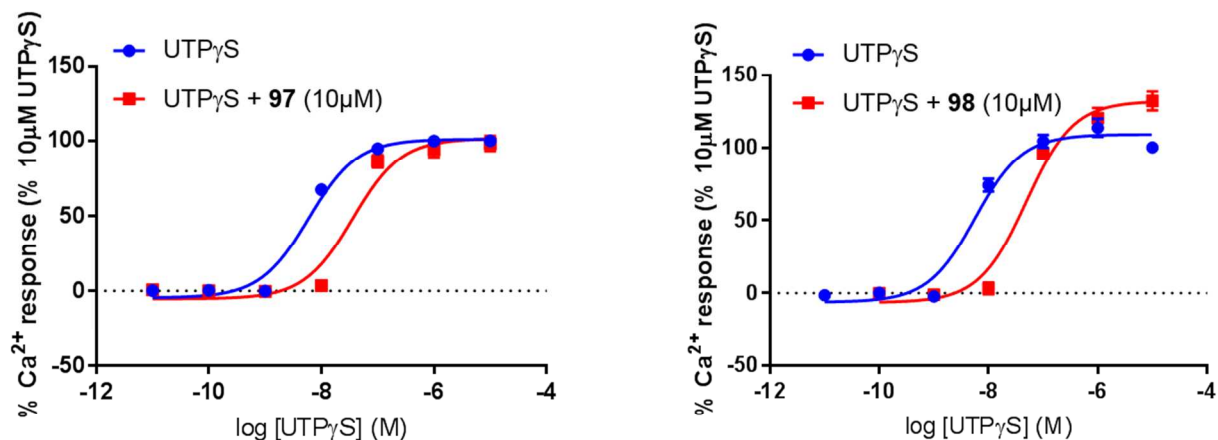 UTPγS
UTPγS + 97 (10μM)
% Ca2+ response (% 10μM UTPγS)
150
100
50
0
-50
-12
-10
-8
-6
-4
log [UTPγS] (M)
UTPγS
UTPγS + 98 (10μM)
% Ca2+ response (% 10μM UTPγS)
150
100
50
0
-50
-12
-10
-8
-6
-4
log [UTPγS] (M)